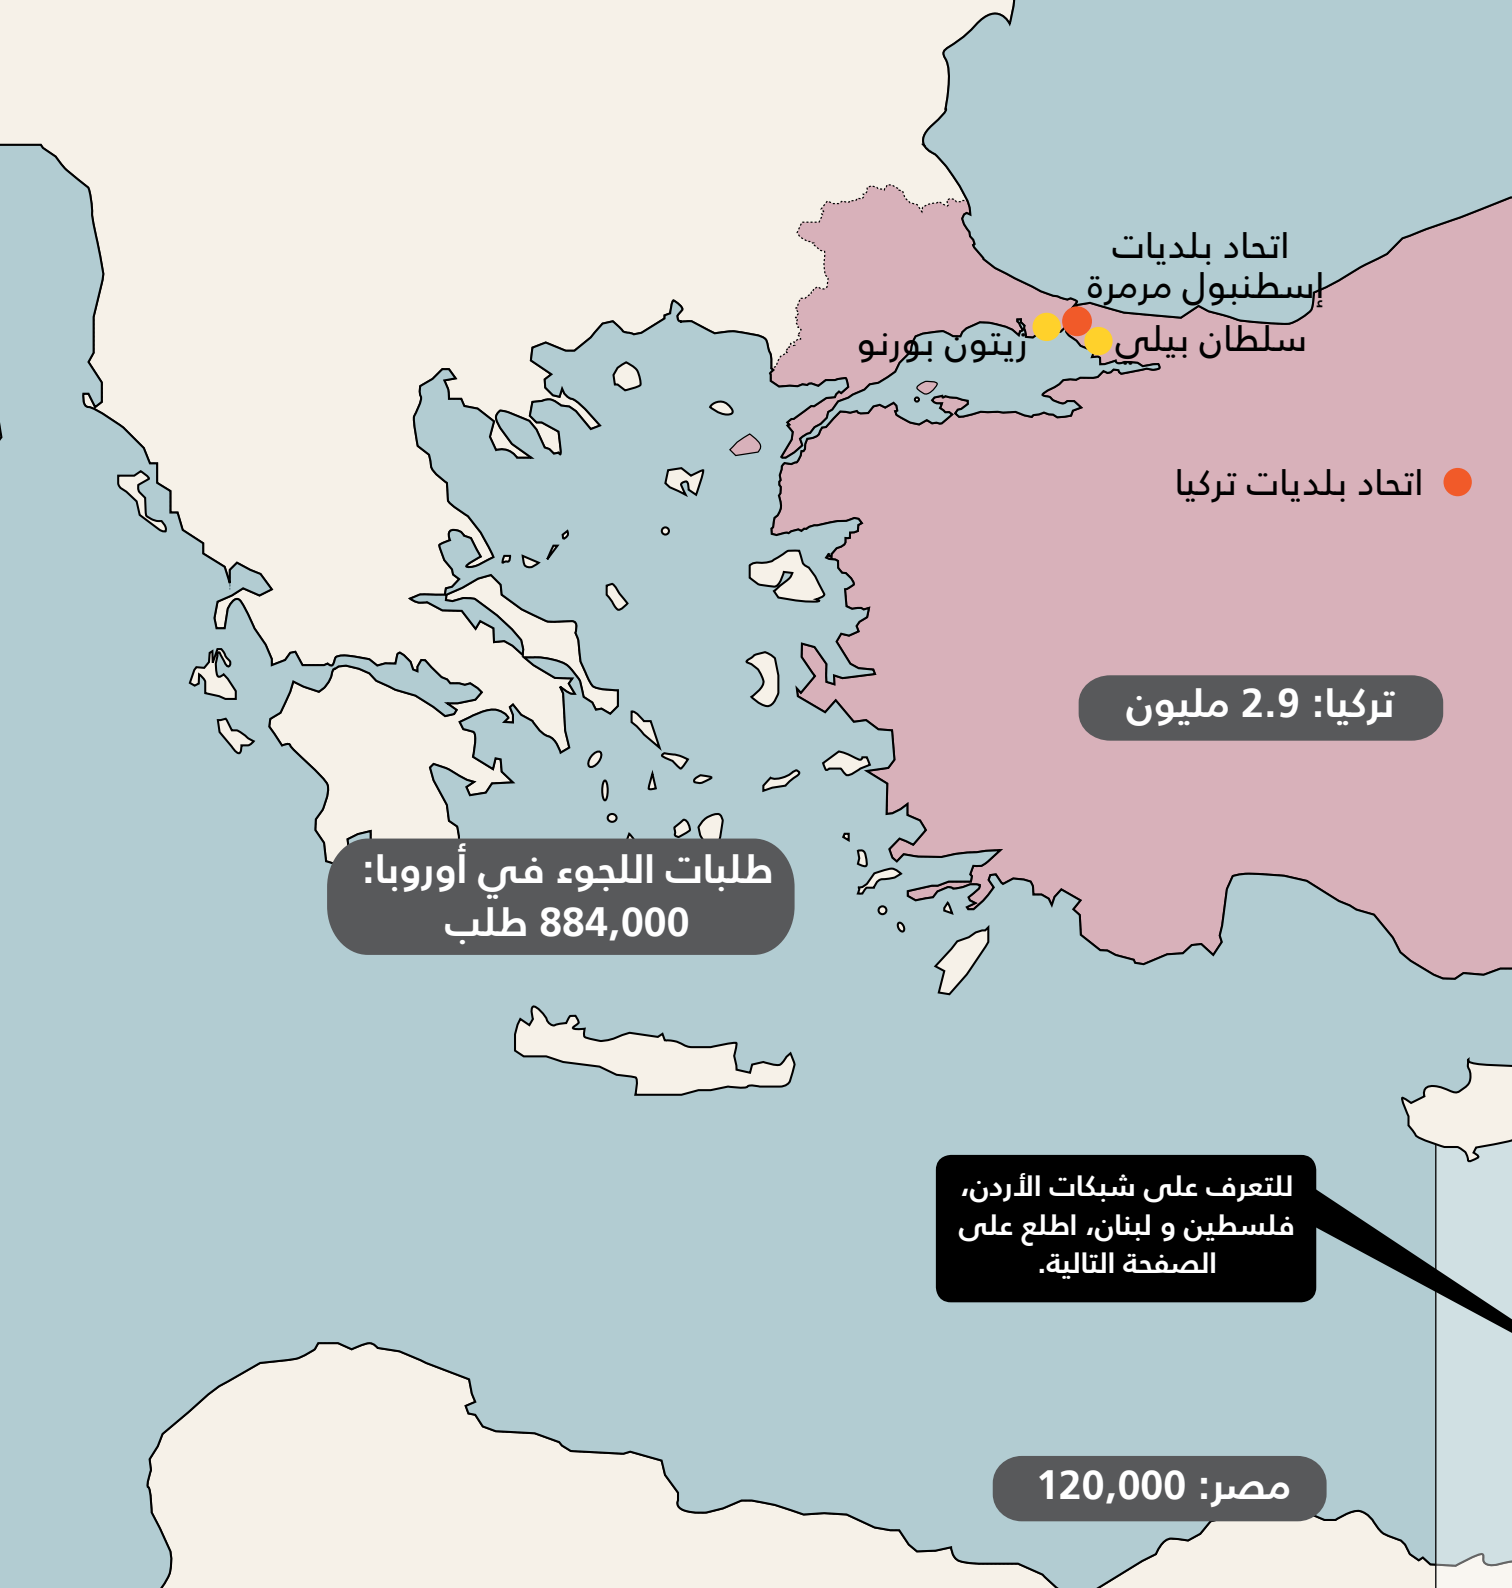 اتحاد بلديات
إسطنبول مرمرة
سلطان بيلي
زيتون بورنو
اتحاد بلديات تركيا
تركيا: 2.9 مليون
طلبات اللجوء في أوروبا:
884,000 طلب
للتعرف على شبكات الأردن،
فلسطين و لبنان، اطلع على
الصفحة التالية.
مصر: 120,000